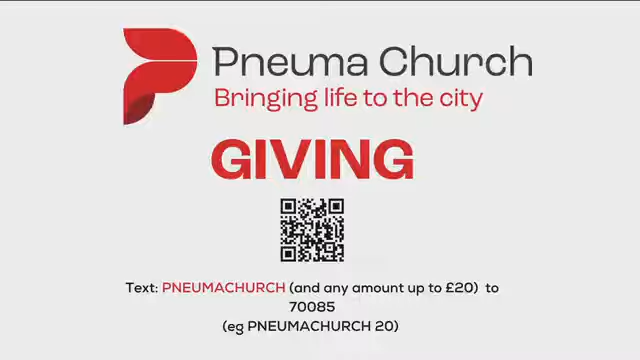 Pneuma Church
Bringing life to the city
GIVING
Text: PNEUMACHURCH (and any amount up to £20) to
70085
(eg PNEUMACHURCH 20)